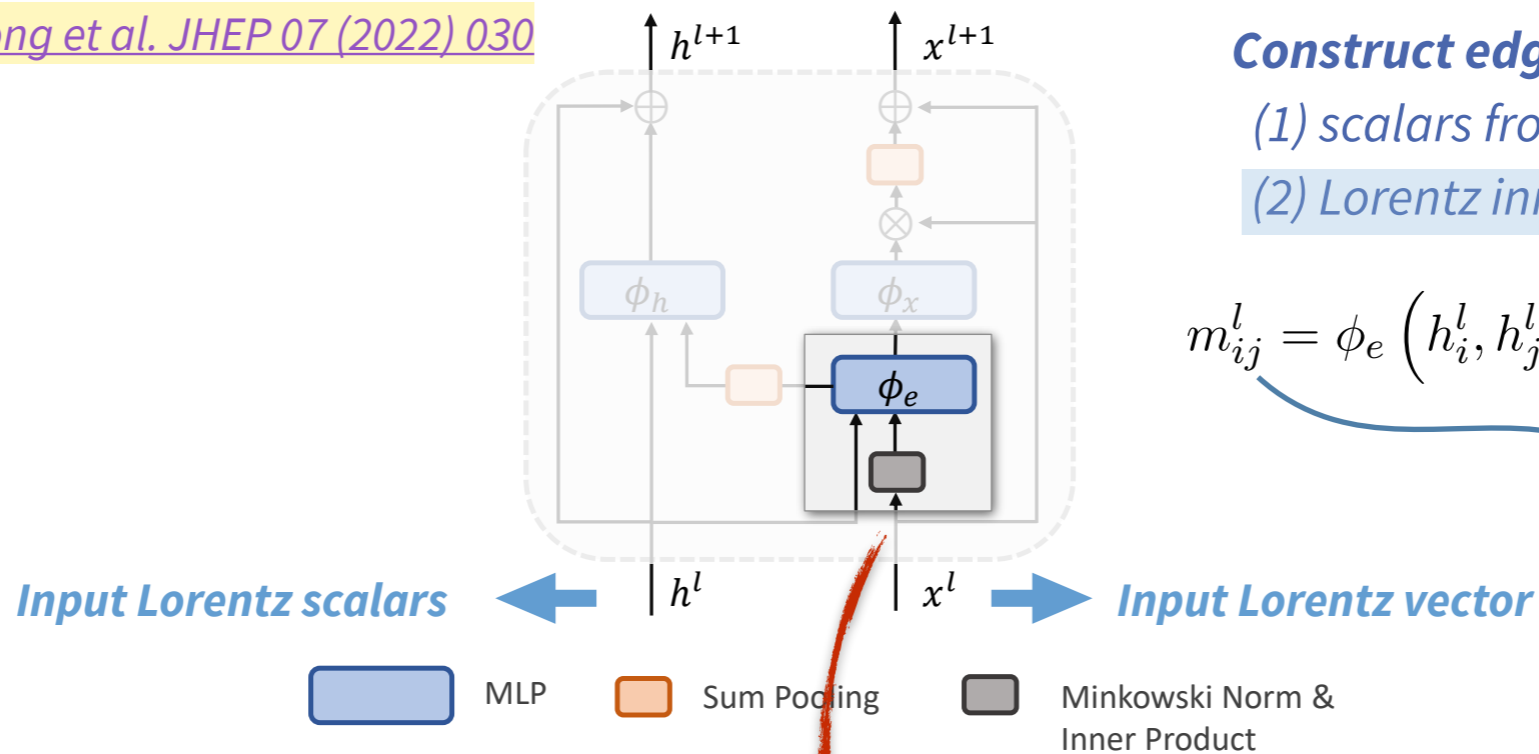 ong et al. JHEP 07 (2022) 030
h^{l+1}
x^{l+1}
Construct edg
(1) scalars fro
(2) Lorentz inn
ϕ_h
ϕ_x
m^l_{ij} = ϕ_e (h^l_i, h^l_j
ϕ_e
Input Lorentz scalars
h^l
x^l
Input Lorentz vector
MLP
Sum Pooling
Minkowski Norm &
Inner Product